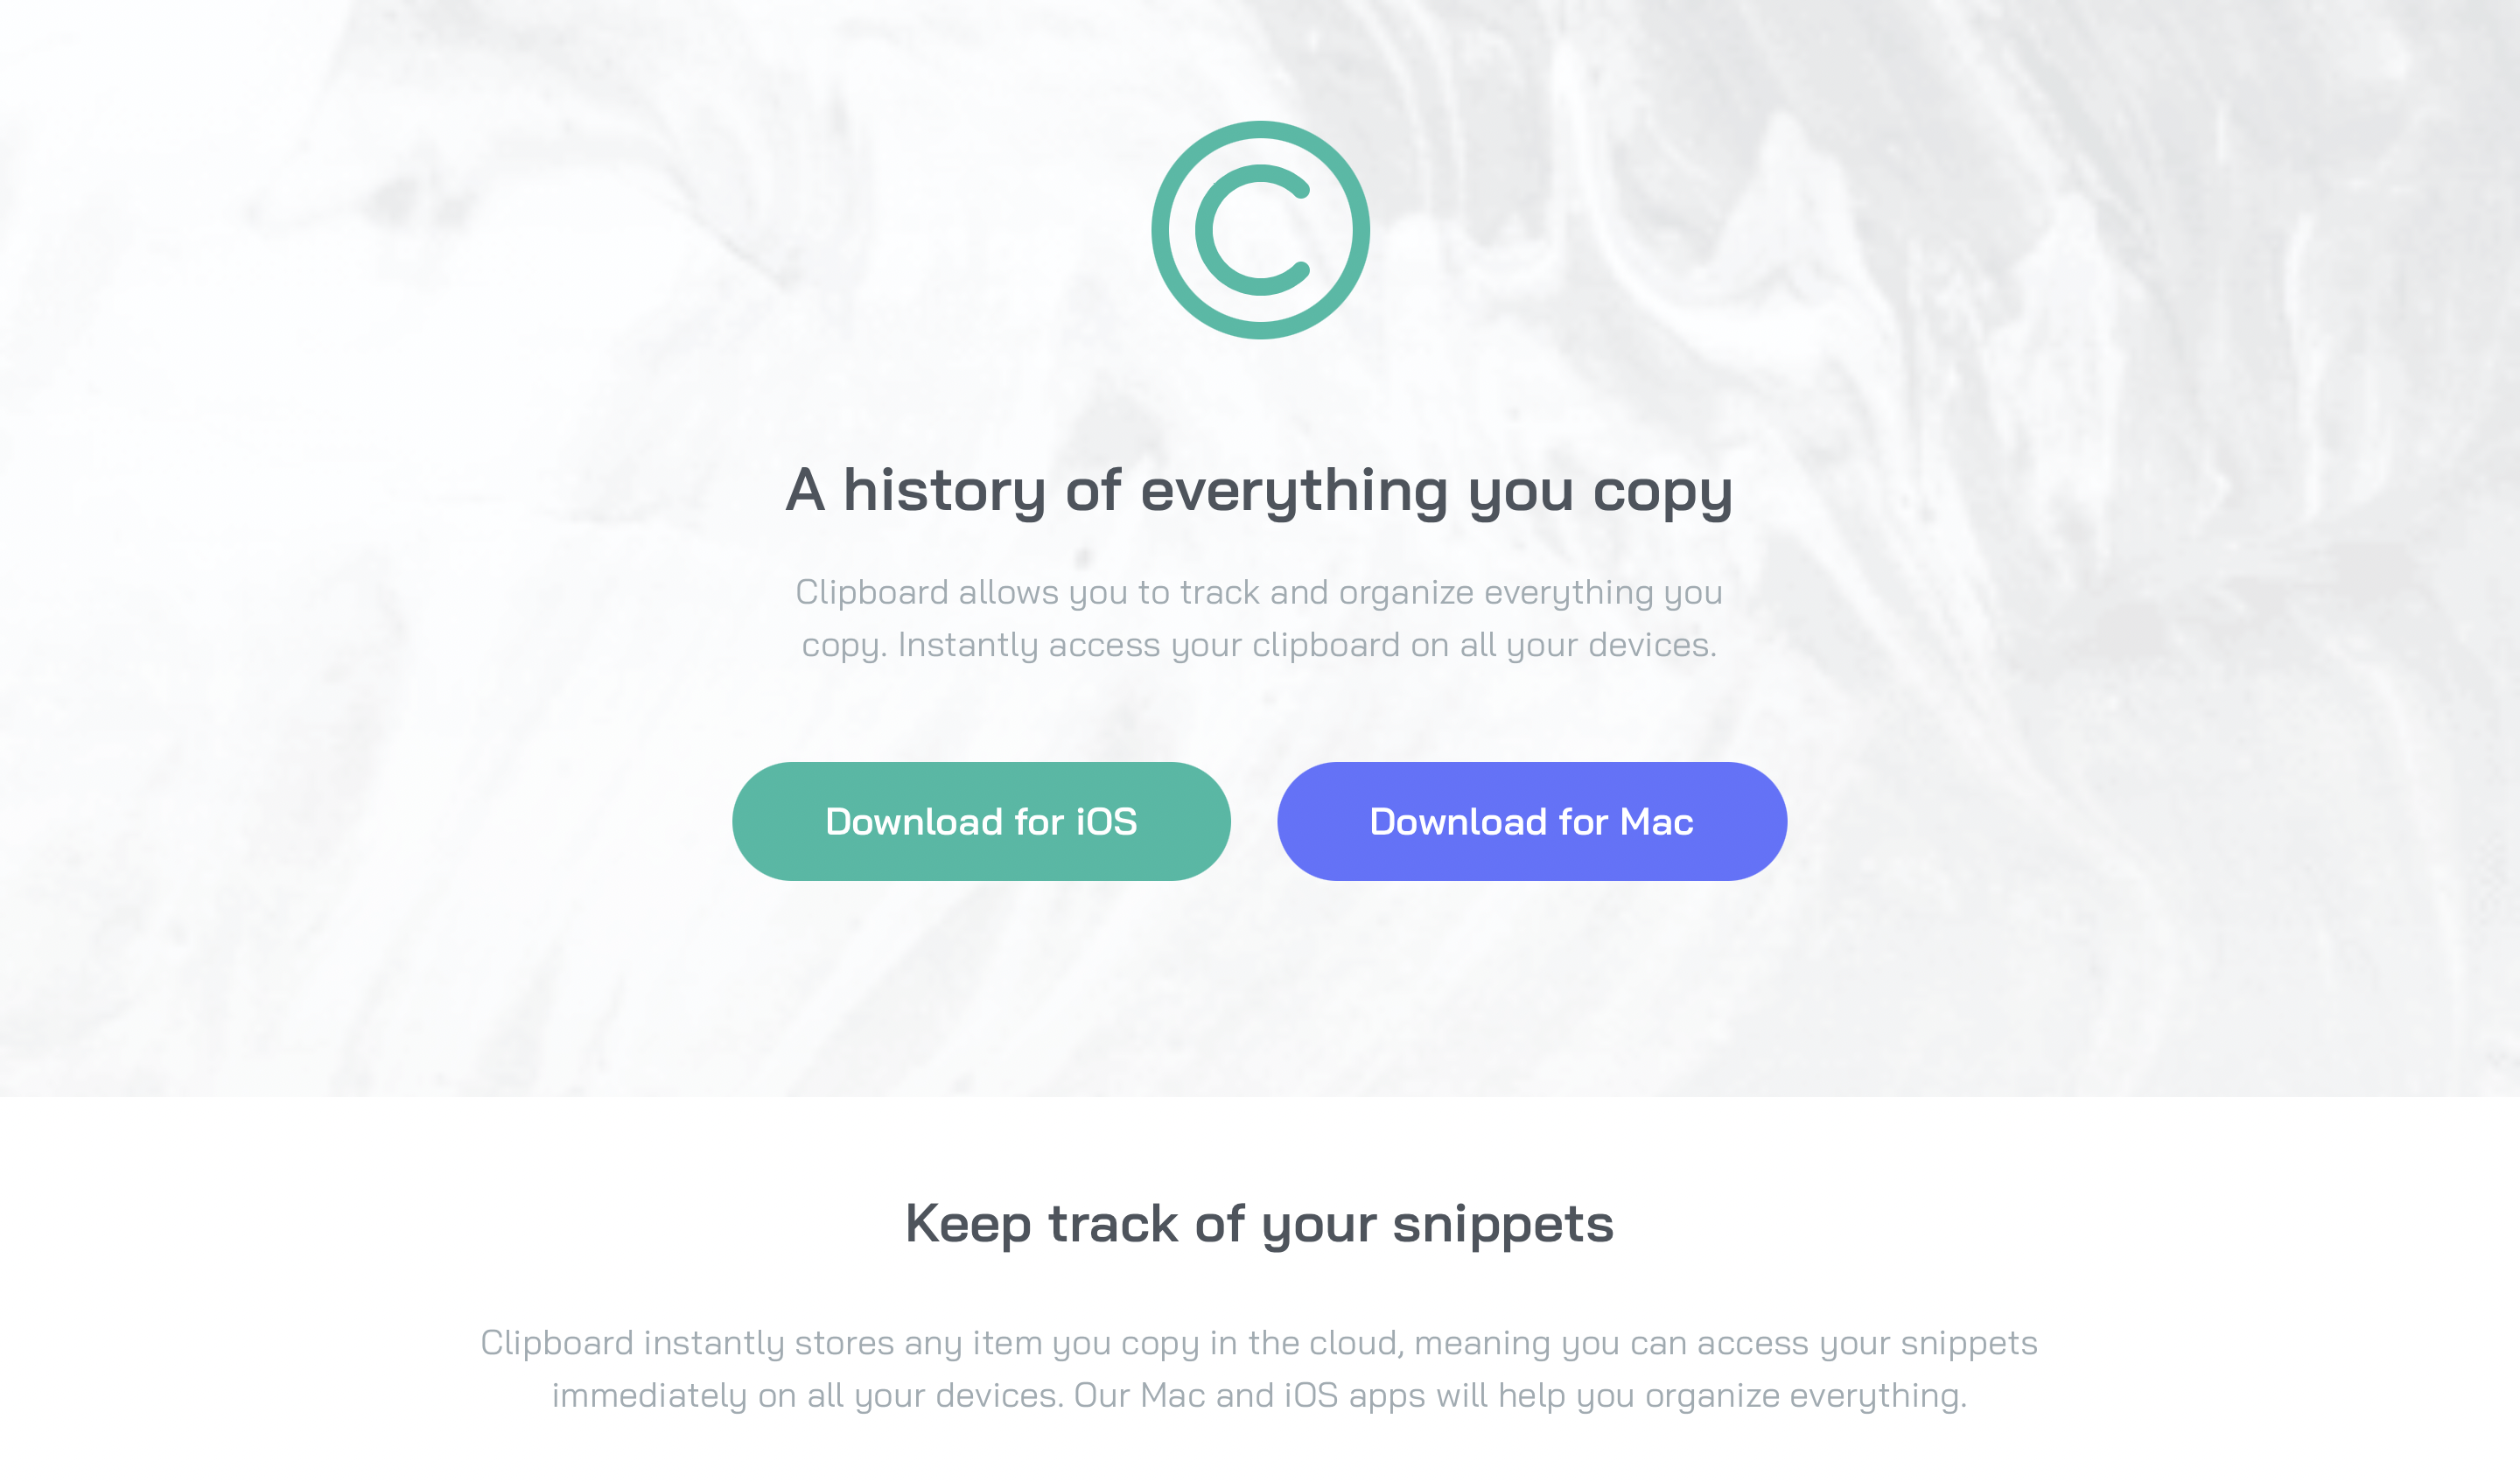 A history of everything you copy
Clipboard allows you to track and organize everything you
copy. Instantly access your clipboard on all your devices.
Download for iOS
Download for Mac
Keep track of your snippets
Clipboard instantly stores any item you copy in the cloud, meaning you can access your snippets
immediately on all your devices. Our Mac and iOS apps will help you organize everything.